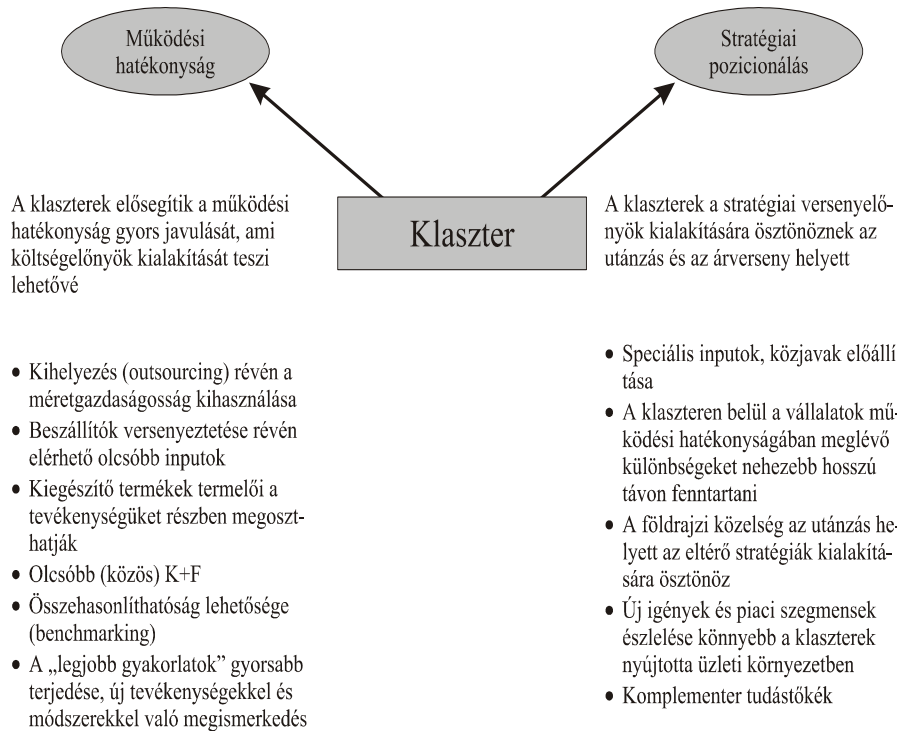 Működési
hatékonyság
Stratégiai
pozicionálás
Klaszter
A klaszterek elősegítik a működési
hatékonyság gyors javulását, ami
költségelőnyök kialakítását teszi
lehetővé
A klaszterek a stratégiai versenyelő-
nyök kialakítására ösztönöznek az
utánzás és az árverseny helyett
• Kihelyezés (outsourcing) révén a
méretgazdaságosság kihasználása
• Beszállítók versenyeztetése révén
elérhető olcsóbb inputok
• Kiegészítő termékek termelői a
tevékenységüket részben megoszt-
hatják
• Olcsóbb (közös) K+F
• Összehasonlíthatóság lehetősége
(benchmarking)
• A „legjobb gyakorlatok” gyorsabb
terjedése, új tevékenységekkel és
módszerekkel való megismerkedés
• Speciális inputok, közjavak előállí
tása
• A klaszteren belül a vállalatok mű-
ködési hatékonyságában meglévő
különbségeket nehezebb hosszú
távon fenntartani
• A földrajzi közelség az utánzás he-
lyett az eltérő stratégiák kialakítá-
sára ösztönöz
• Új igények és piaci szegmensek
észlelése könnyebb a klaszterek
nyújtotta üzleti környezetben
• Komplementer tudástőkék